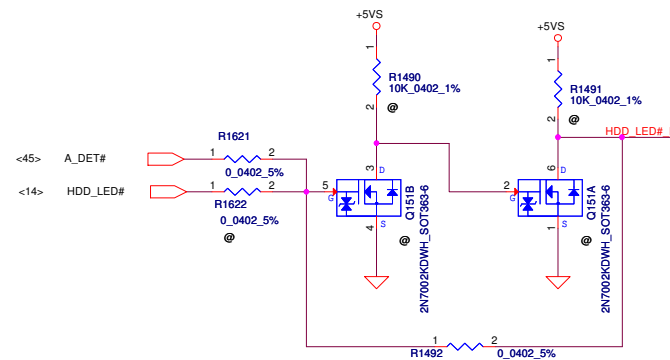 +5VS
+5VS
1
R1490
10K_0402_1%
2
@
1
R1491
10K_0402_1%
2
@
HDD_LED#_
R1621
<45> A_DET# 1 2
0_0402_5%
<14> HDD_LED# 1 2
R1622
0_0402_5%
@
3 D
5 G
S
4
Q151B
2N7002KDWH_SOT363-6
@
6 D
2 G
S
1
Q151A
2N7002KDWH_SOT363-6
@
1 2
R1492 0_0402_5%